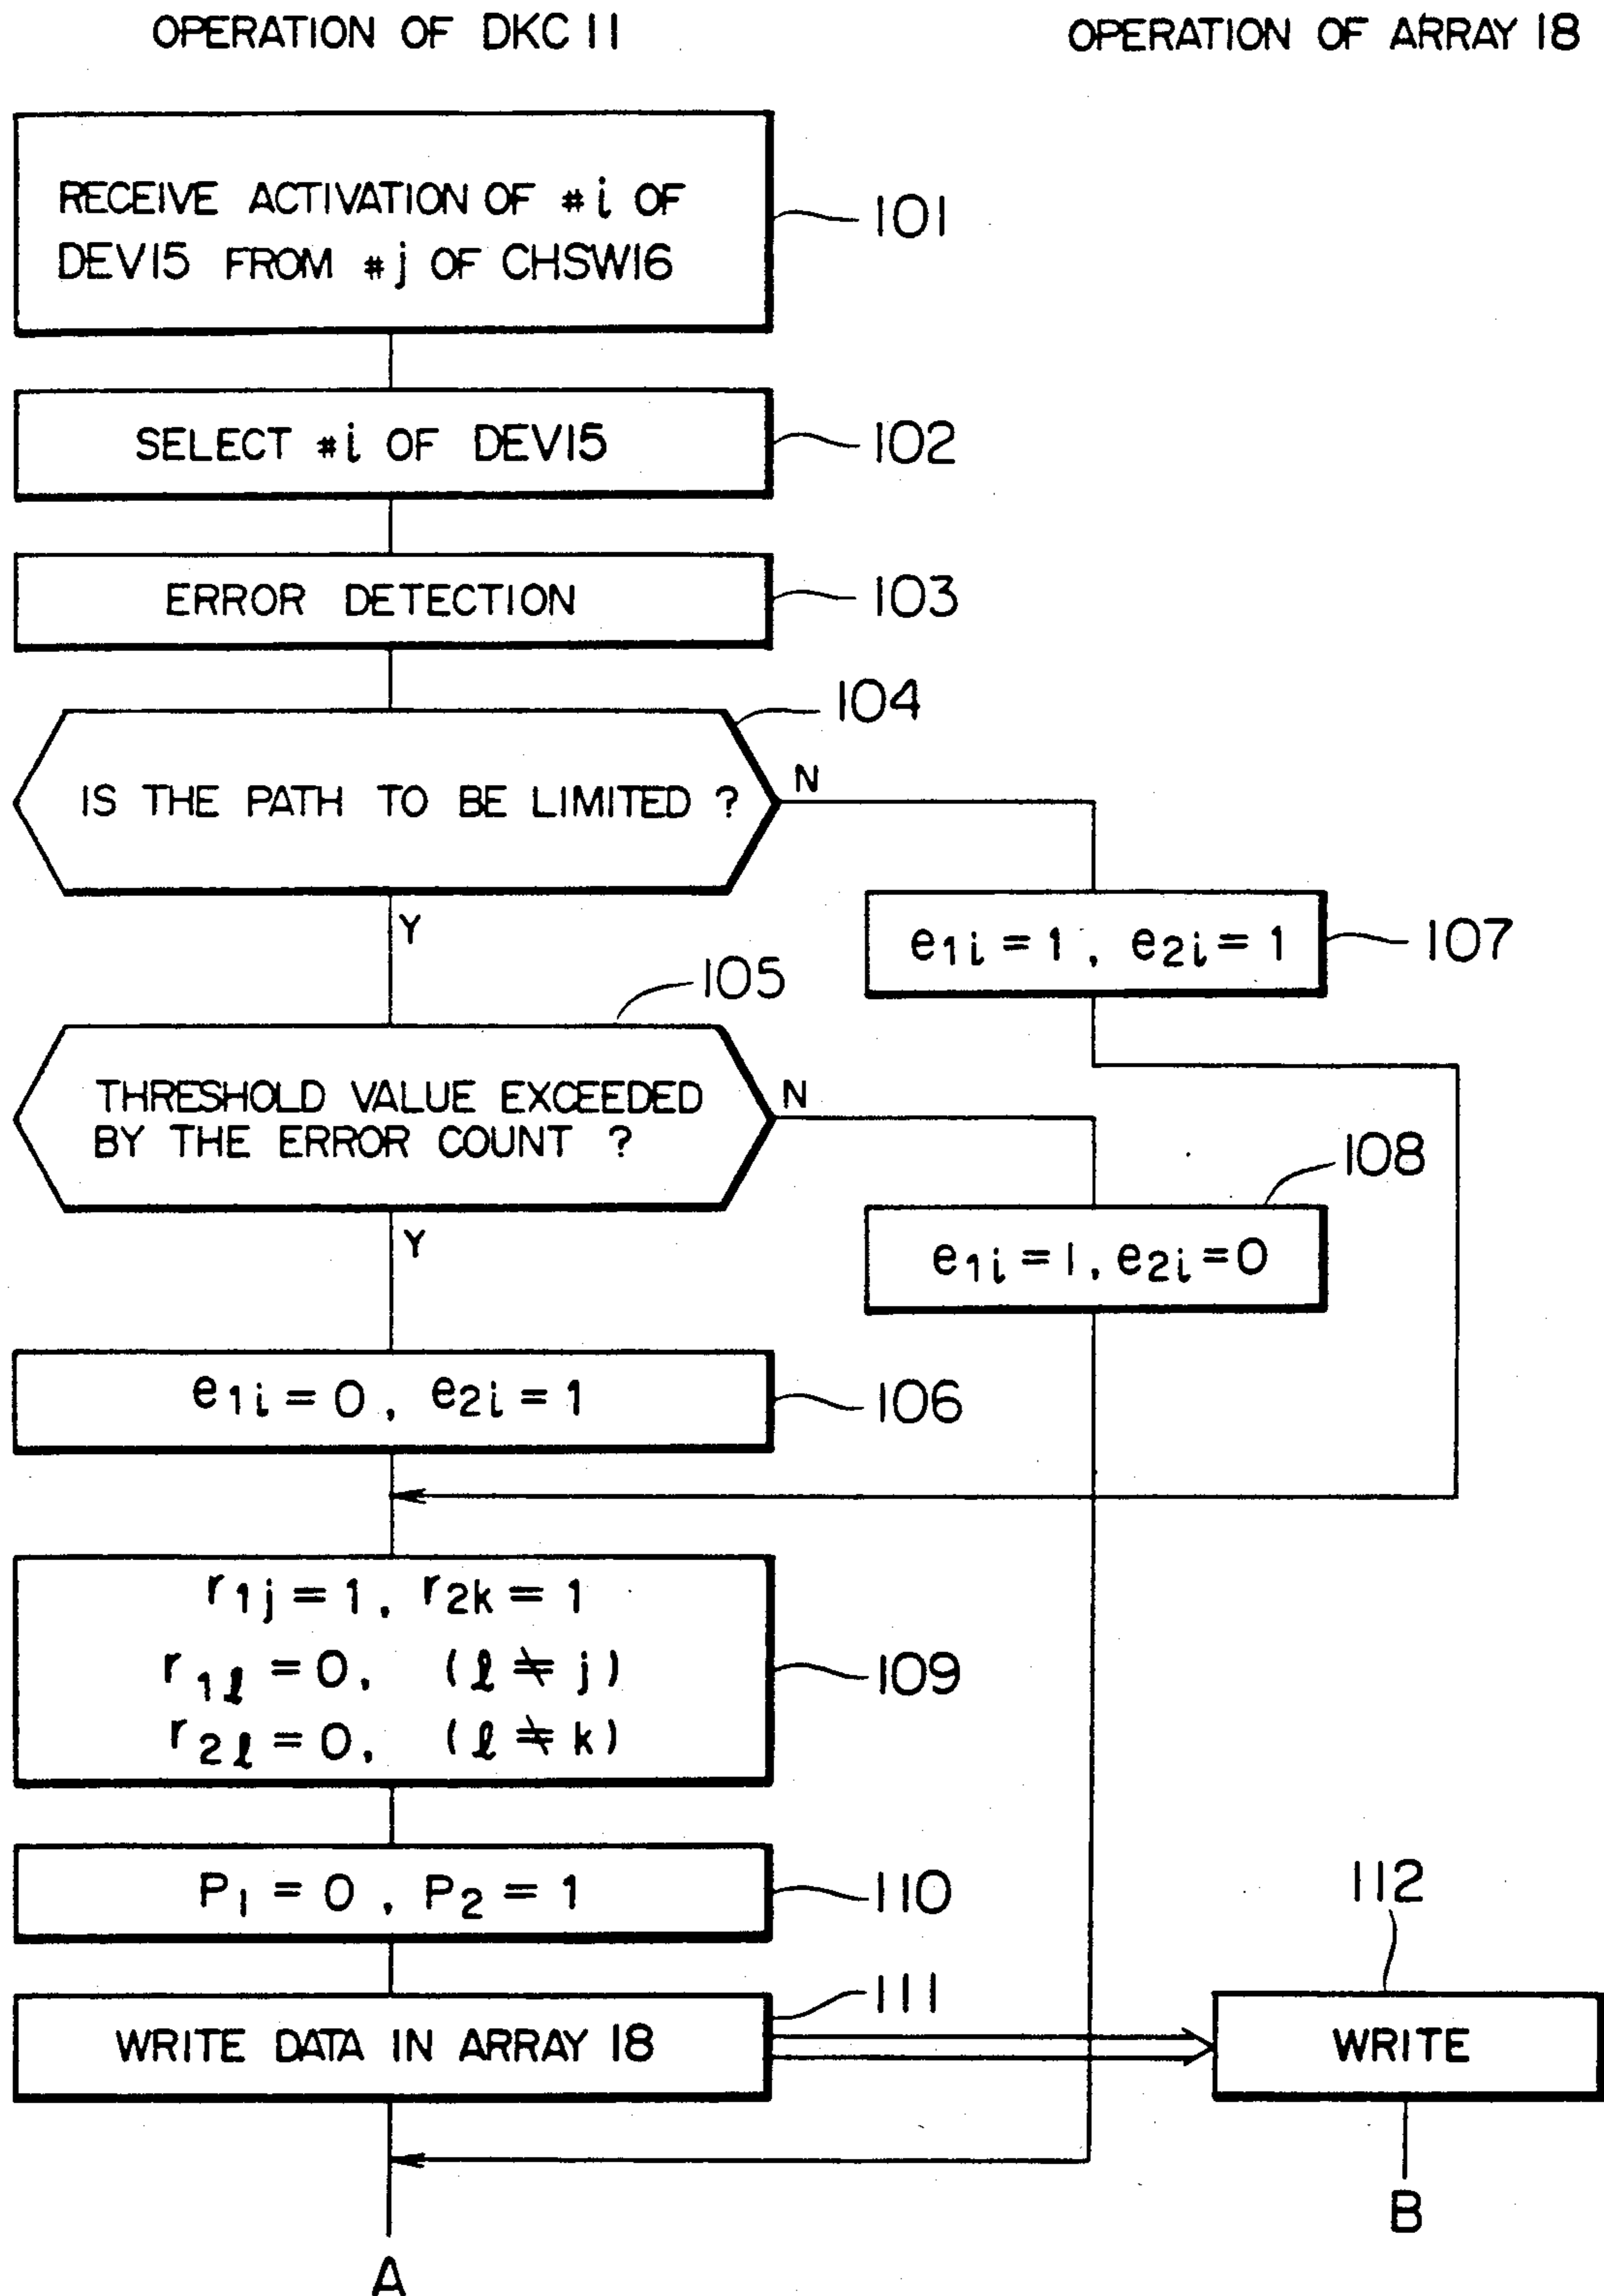 OPERATION OF DKC 11
OPERATION OF ARRAY 18
RECEIVE ACTIVATION OF #i OF
DEV15 FROM #j OF CHSW16
101
SELECT #i OF DEV15
102
ERROR DETECTION
103
104
IS THE PATH TO BE LIMITED ?
N
Y
e1i = 1, e2i = 1
107
105
THRESHOLD VALUE EXCEEDED
BY THE ERROR COUNT ?
N
Y
108
e1i = 1, e2i = 0
e1i = 0, e2i = 1
106
r1j = 1, r2k = 1
r1ℓ = 0, (ℓ ≠ j)
r2ℓ = 0, (ℓ ≠ k)
109
P1 = 0, P2 = 1
110
111
112
WRITE DATA IN ARRAY 18
WRITE
A
B